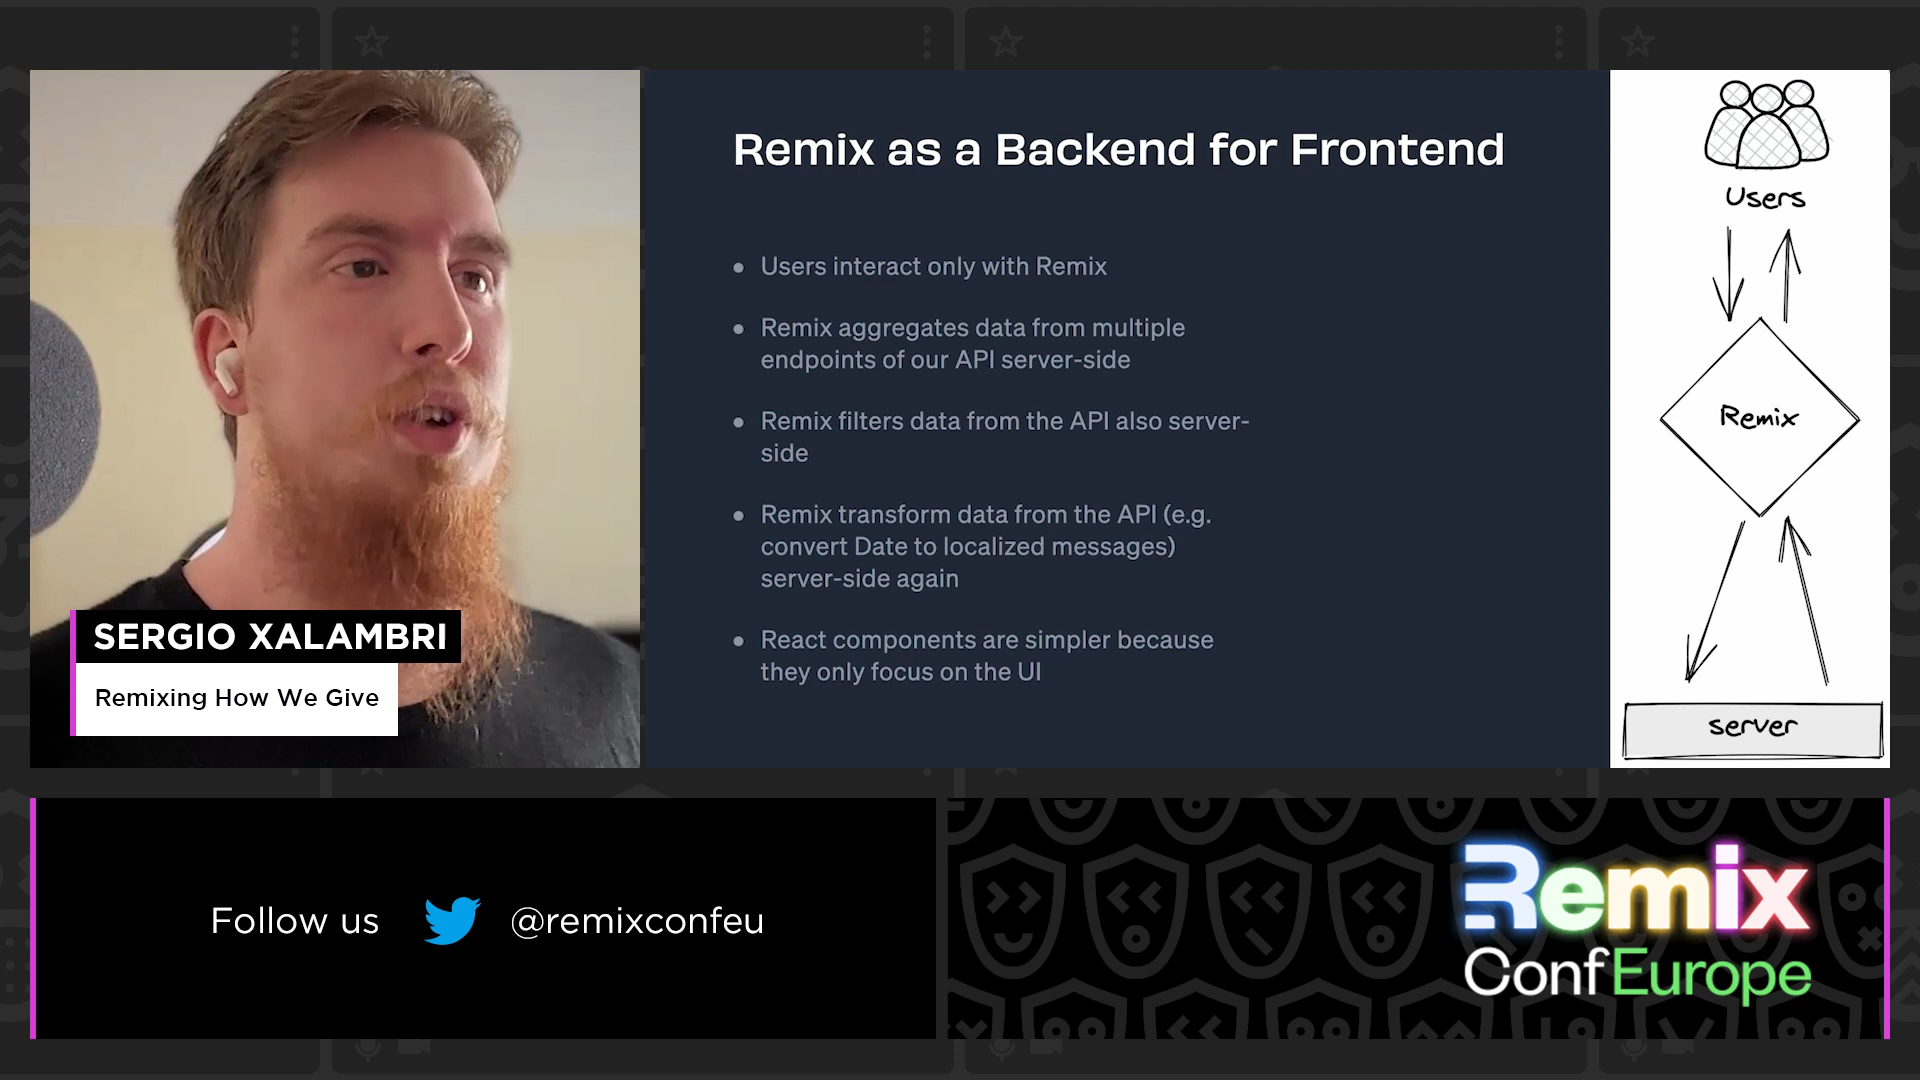 Remix as a Backend for Frontend
Users interact only with Remix
Remix aggregates data from multiple
endpoints of our API server-side
Remix filters data from the API also server-
side
Remix transform data from the API (e.g.
convert Date to localized messages)
server-side again
React components are simpler because
they only focus on the UI
Users
Remix
server
SERGIO XALAMBRI
Remixing How We Give
Follow us
@remixconfeu
Remix
Conf Europe